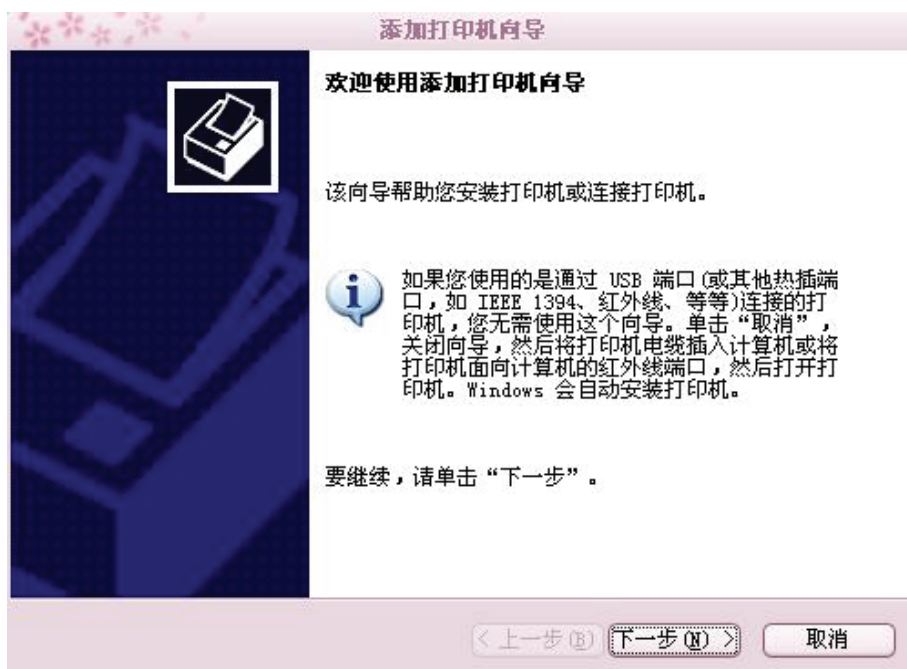 添加打印机向导
欢迎使用添加打印机向导
该向导帮助您安装打印机或连接打印机。
如果您使用的是通过 USB 端口(或其他热插端
口，如 IEEE 1394、红外线、等等)连接的打
印机，您无需使用这个向导。单击“取消”，
关闭向导，然后将打印机电缆插入计算机或将
打印机面向计算机的红外线端口，然后打开打
印机。Windows 会自动安装打印机。
要继续，请单击“下一步”。
< 上一步(B) 下一步(N) > 取消